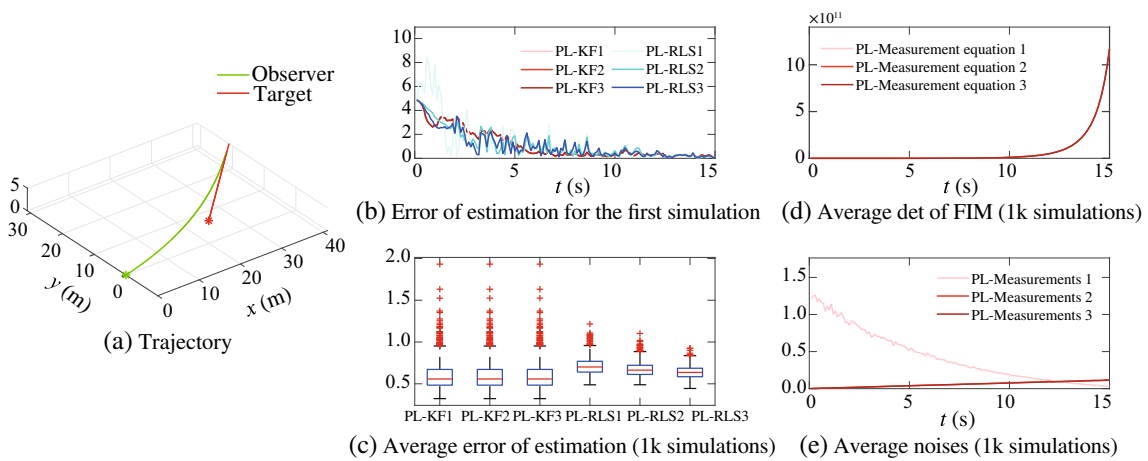 Observer
Target
5
0
30
20
10
0
y (m)
0
10
20
30
40
x (m)
(a) Trajectory
10
8
6
4
2
0
PL-KF1
PL-KF2
PL-KF3
PL-RLS1
PL-RLS2
PL-RLS3
0
5
10
15
t (s)
(b) Error of estimation for the first simulation
2.0
1.5
1.0
0.5
PL-KF1 PL-KF2 PL-KF3 PL-RLS1 PL-RLS2 PL-RLS3
(c) Average error of estimation (1k simulations)
×10¹¹
10
5
0
PL-Measurement equation 1
PL-Measurement equation 2
PL-Measurement equation 3
0
5
10
15
t (s)
(d) Average det of FIM (1k simulations)
1.5
1.0
0.5
0.0
PL-Measurements 1
PL-Measurements 2
PL-Measurements 3
0
5
10
15
t (s)
(e) Average noises (1k simulations)